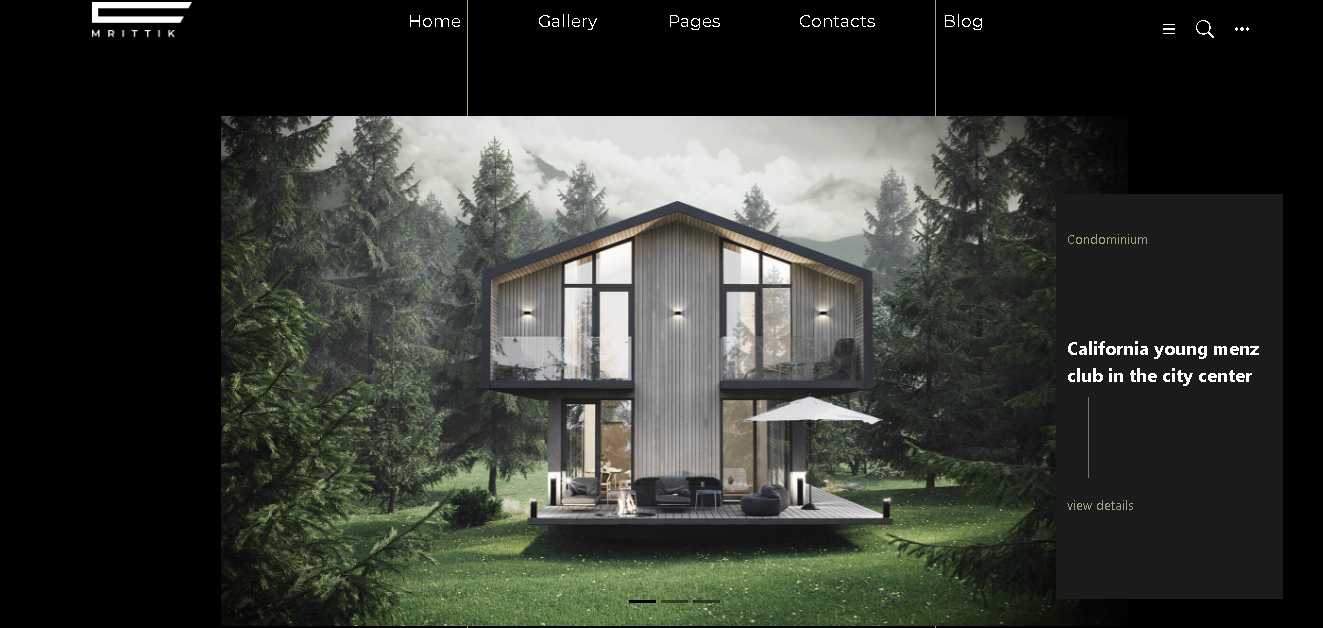 MRITTIK
Home
Gallery
Pages
Contacts
Blog
Condominium
California young menz
club in the city center
view details